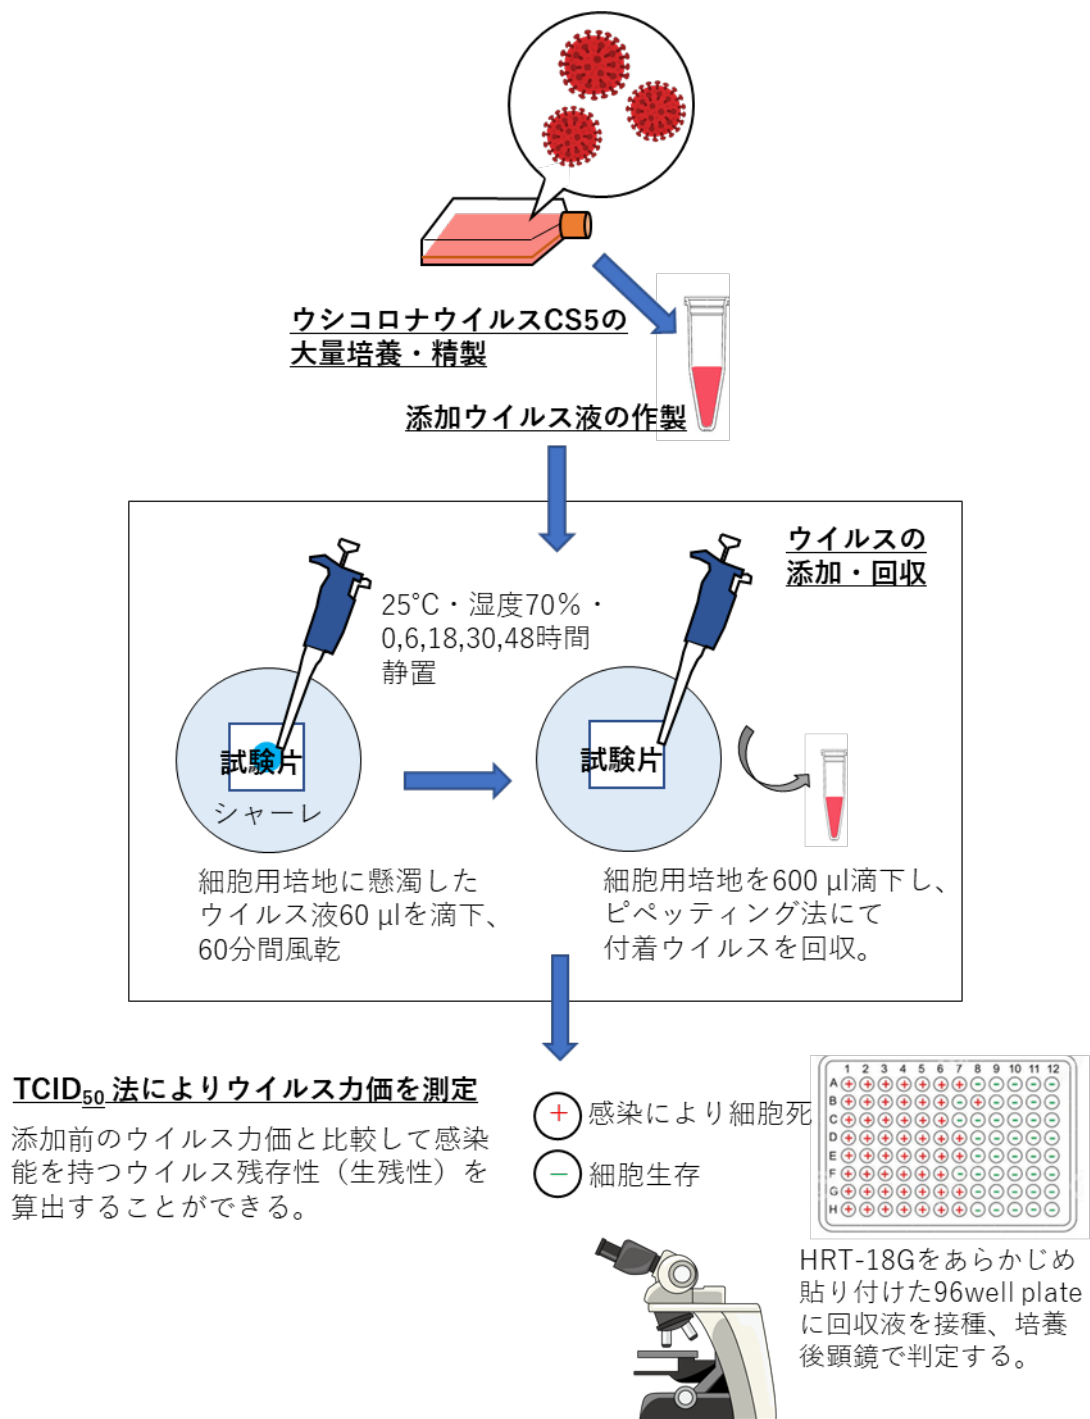 ウシコロナウイルスCS5の
大量培養・精製
添加ウイルス液の作製
ウイルスの
添加・回収
25℃・湿度70%・
0,6,18,30,48時間
静置
試験片
シャーレ
試験片
細胞用培地に懸濁した
ウイルス液60 μlを滴下、
60分間風乾
細胞用培地を600 μl滴下し、
ピペッティング法にて
付着ウイルスを回収。
TCID50 法によりウイルス力価を測定
添加前のウイルス力価と比較して感染
能を持つウイルス残存性（生残性）を
算出することができる。
+ 感染により細胞死
− 細胞生存
1 2 3 4 5 6 7 8 9 10 11 12
A + + + + + + + − − − − −
B + + + + + + − + − − − −
C + + + + + + − − − − − −
D + + + + + + + − − − − −
E + + + + + + + − − − − −
F + + + + + + − − − − − −
G + + + + + + + − − − − −
H + + + + + + + − − − − −
HRT-18Gをあらかじめ
貼り付けた96well plate
に回収液を接種、培養
後顕鏡で判定する。